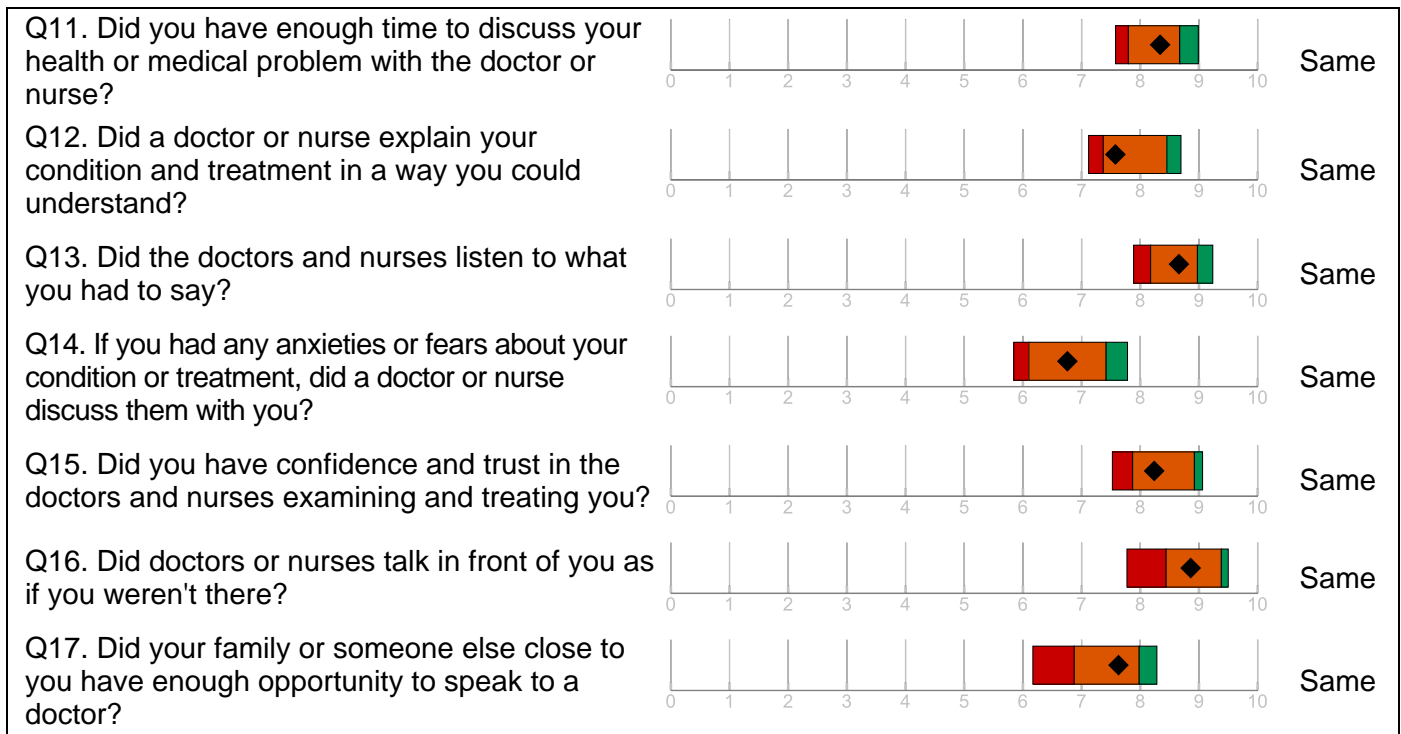 Q11. Did you have enough time to discuss your
health or medical problem with the doctor or
nurse?
0 1 2 3 4 5 6 7 8 9 10
Same
Q12. Did a doctor or nurse explain your
condition and treatment in a way you could
understand?
0 1 2 3 4 5 6 7 8 9 10
Same
Q13. Did the doctors and nurses listen to what
you had to say?
0 1 2 3 4 5 6 7 8 9 10
Same
Q14. If you had any anxieties or fears about your
condition or treatment, did a doctor or nurse
discuss them with you?
0 1 2 3 4 5 6 7 8 9 10
Same
Q15. Did you have confidence and trust in the
doctors and nurses examining and treating you?
0 1 2 3 4 5 6 7 8 9 10
Same
Q16. Did doctors or nurses talk in front of you as
if you weren't there?
0 1 2 3 4 5 6 7 8 9 10
Same
Q17. Did your family or someone else close to
you have enough opportunity to speak to a
doctor?
0 1 2 3 4 5 6 7 8 9 10
Same